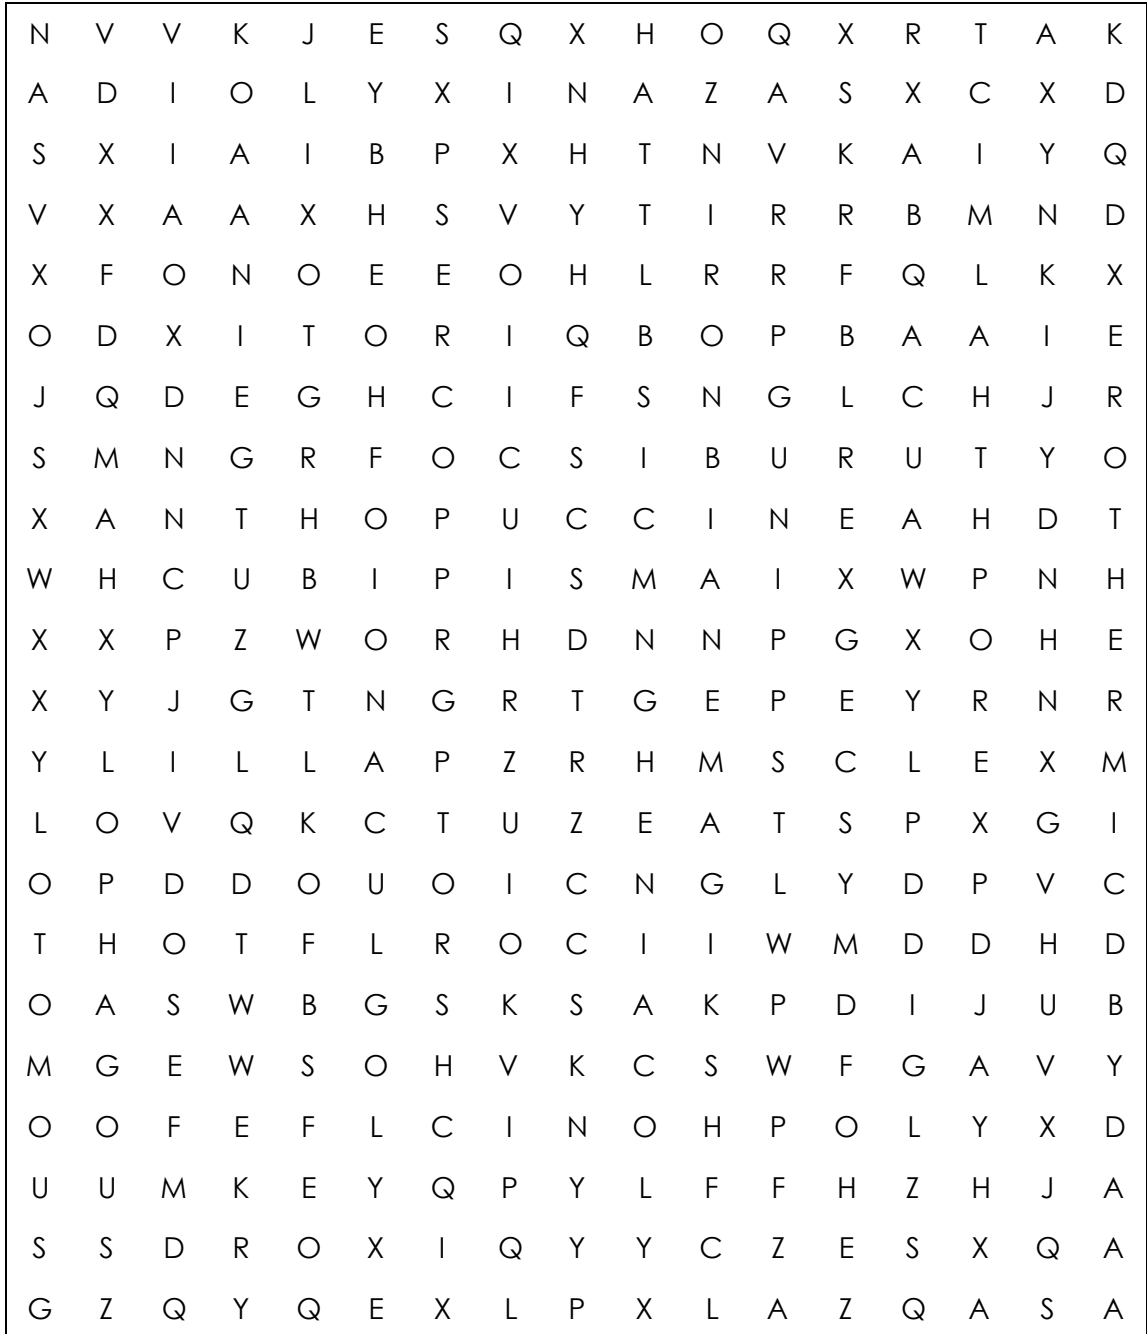 N V V K J E S Q X H O Q X R T A K
A D I O L Y X I N A Z A S X C X D
S X I A I B P X H T N V K A I Y Q
V X A A X H S V Y T I R R B M N D
X F O N O E E O H L R R F Q L K X
O D X I T O R I Q B O P B A A I E
J Q D E G H C I F S N G L C H J R
S M N G R F O C S I B U R U T Y O
X A N T H O P U C C I N E A H D T
W H C U B I P I S M A I X W P N H
X X P Z W O R H D N N P G X O H E
X Y J G T N G R T G E P E Y R N R
Y L I L L A P Z R H M S C L E X M
L O V Q K C T U Z E A T S P X G I
O P D D O U O I C N G L Y D P V C
T H O T F L R O C I I W M D D H D
O A S W B G S K S A K P D I J U B
M G E W S O H V K C S W F G A V Y
O O F E F L C I N O H P O L Y X D
U U M K E Y Q P Y L F F H Z H J A
S S D R O X I Q Y Y C Z E S X Q A
G Z Q Y Q E X L P X L A Z Q A S A